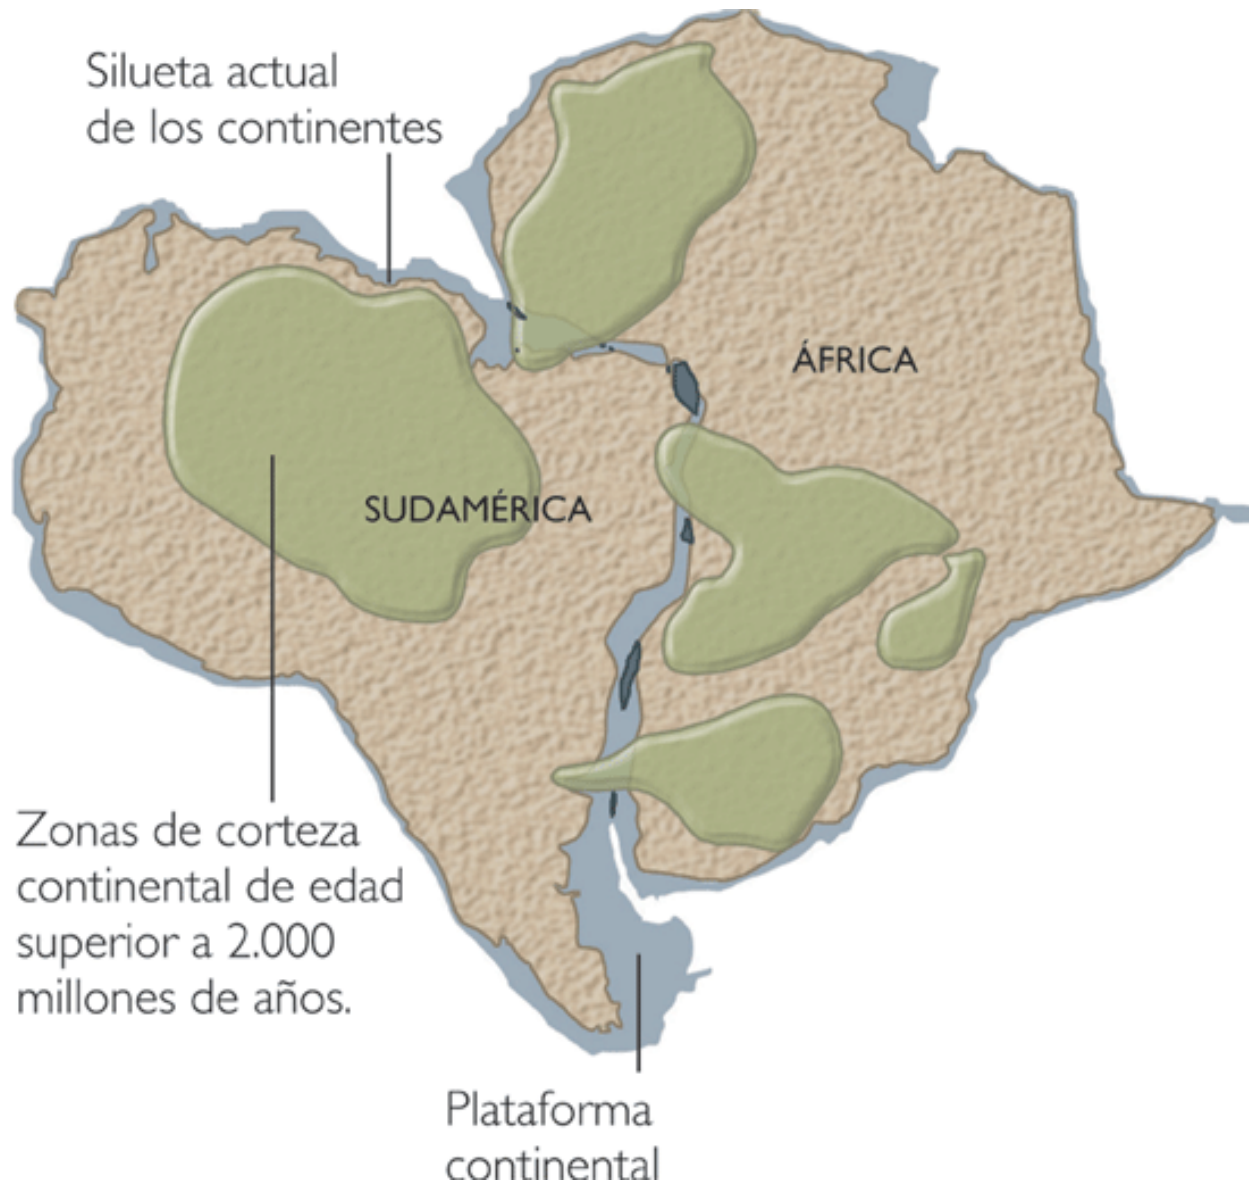 Silueta actual
de los continentes
ÁFRICA
SUDAMÉRICA
Zonas de corteza
continental de edad
superior a 2.000
millones de años.
Plataforma
continental